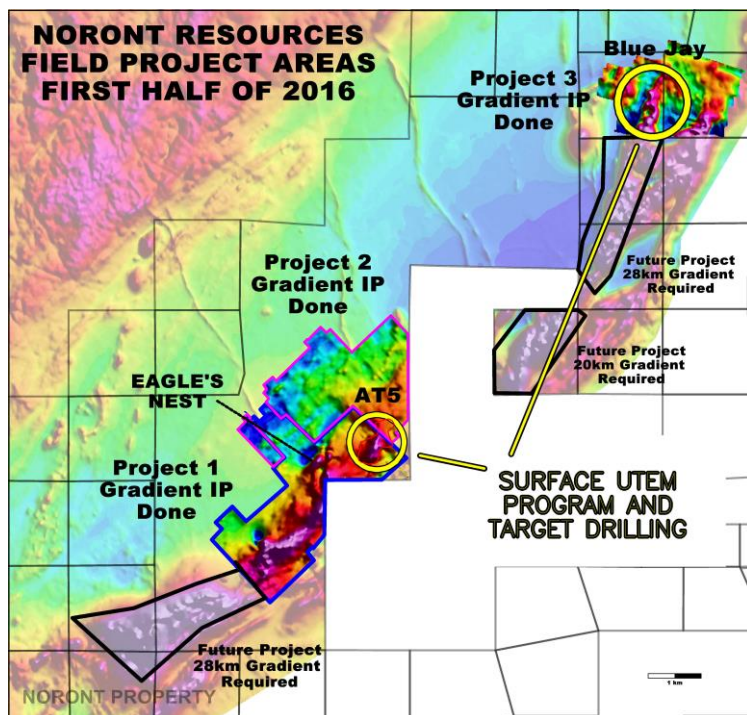 NORONT RESOURCES
FIELD PROJECT AREAS
FIRST HALF OF 2016
Blue Jay
Project 3
Gradient IP
Done
Future Project
28km Gradient
Required
Project 2
Gradient IP
Done
Future Project
20km Gradient
Required
EAGLE'S
NEST
AT5
Project 1
Gradient IP
Done
SURFACE UTEM
PROGRAM AND
TARGET DRILLING
Future Project
28km Gradient
Required
NORONT PROPERTY
1 km